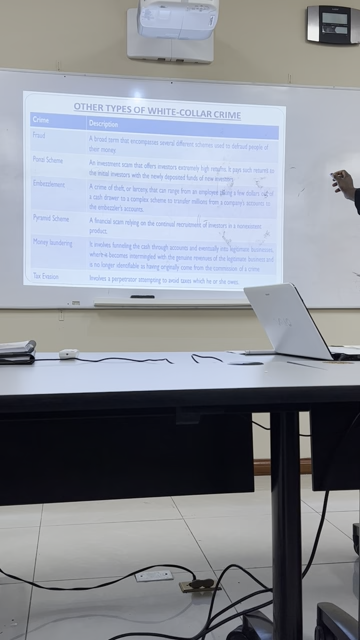 OTHER TYPES OF WHITE-COLLAR CRIME
Crime Description
Fraud A broad term that encompasses several different schemes used to defraud people of
their money
Ponzi Scheme An investment scam that offers investors extremely high returns. It pays such returns to
the initial investors with the newly deposited funds of new investors
Embezzlement A crime of theft, or larceny, that can range from an employee taking a few dollars out of
a cash drawer to a complex scheme to transfer millions from a company's accounts to
the embezzler's accounts.
Pyramid Scheme A financial scam relying on the continual recruitment of investors in a nonexistent
product.
Money laundering It involves funneling the cash through accounts and eventually into legitimate businesses,
where it becomes intermingled with the genuine revenues of the legitimate business and
is no longer identifiable as having originally come from the commission of a crime
Tax Evasion Involves a perpetrator attempting to avoid taxes which he or she owes.